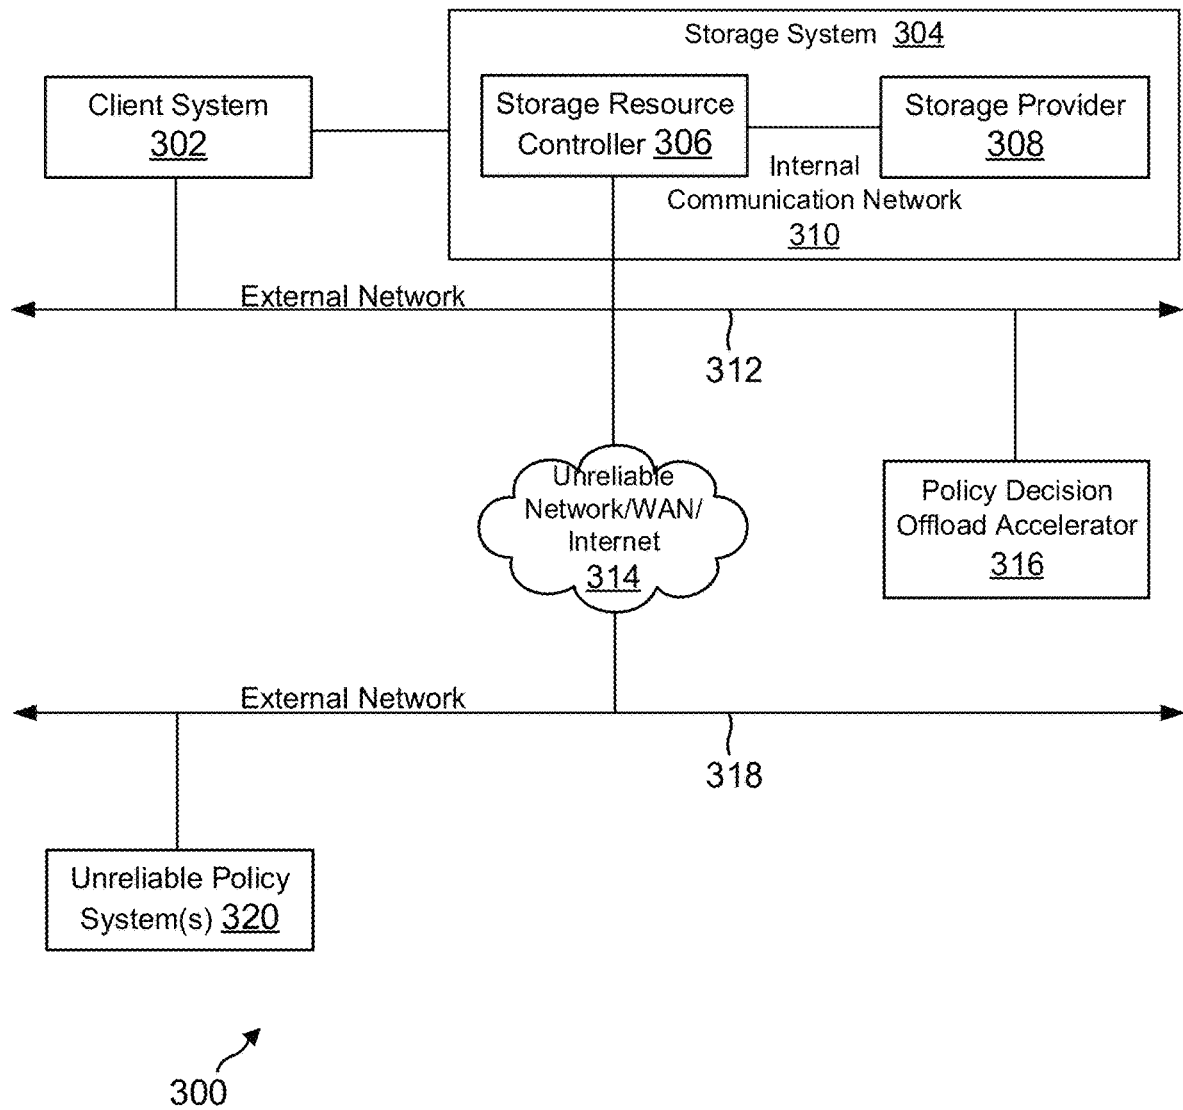 Storage System 304
Client System
302
Storage Resource
Controller 306
Storage Provider
308
Internal
Communication Network
310
External Network
312
Unreliable
Network/WAN/
Internet
314
Policy Decision
Offload Accelerator
316
External Network
318
Unreliable Policy
System(s) 320
300